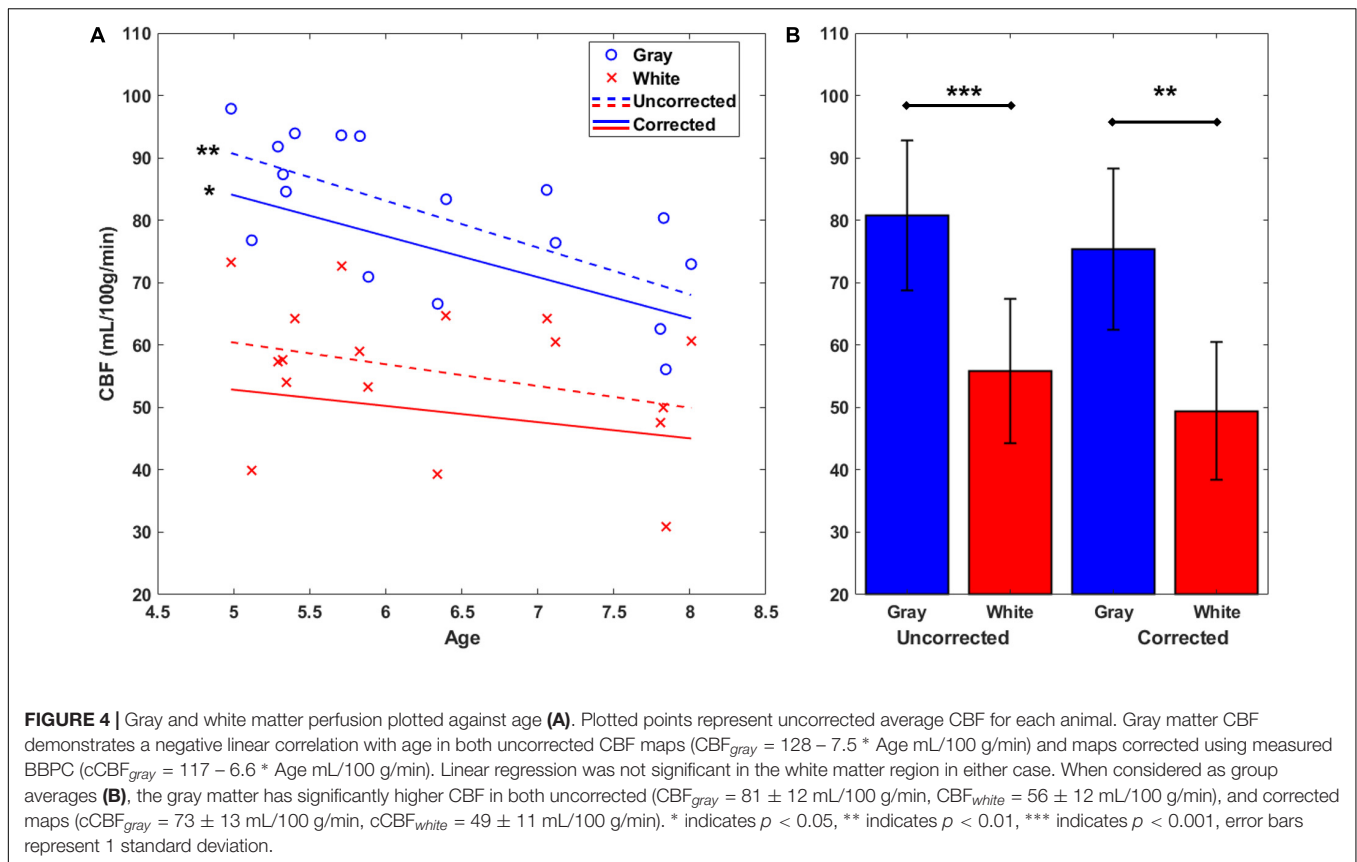 A
B
110
100
90
80
70
60
50
40
30
20
CBF (mL/100g/min)
4.5 5 5.5 6 6.5 7 7.5 8 8.5
Age
Gray
White
Uncorrected
Corrected
**
*
110
100
90
80
70
60
50
40
30
20
***
**
Gray White Gray White
Uncorrected Corrected
FIGURE 4 | Gray and white matter perfusion plotted against age (A). Plotted points represent uncorrected average CBF for each animal. Gray matter CBF
demonstrates a negative linear correlation with age in both uncorrected CBF maps (CBFgray = 128 – 7.5 * Age mL/100 g/min) and maps corrected using measured
BBPC (cCBFgray = 117 – 6.6 * Age mL/100 g/min). Linear regression was not significant in the white matter region in either case. When considered as group
averages (B), the gray matter has significantly higher CBF in both uncorrected (CBFgray = 81 ± 12 mL/100 g/min, CBFwhite = 56 ± 12 mL/100 g/min), and corrected
maps (cCBFgray = 73 ± 13 mL/100 g/min, cCBFwhite = 49 ± 11 mL/100 g/min). * indicates p < 0.05, ** indicates p < 0.01, *** indicates p < 0.001, error bars
represent 1 standard deviation.